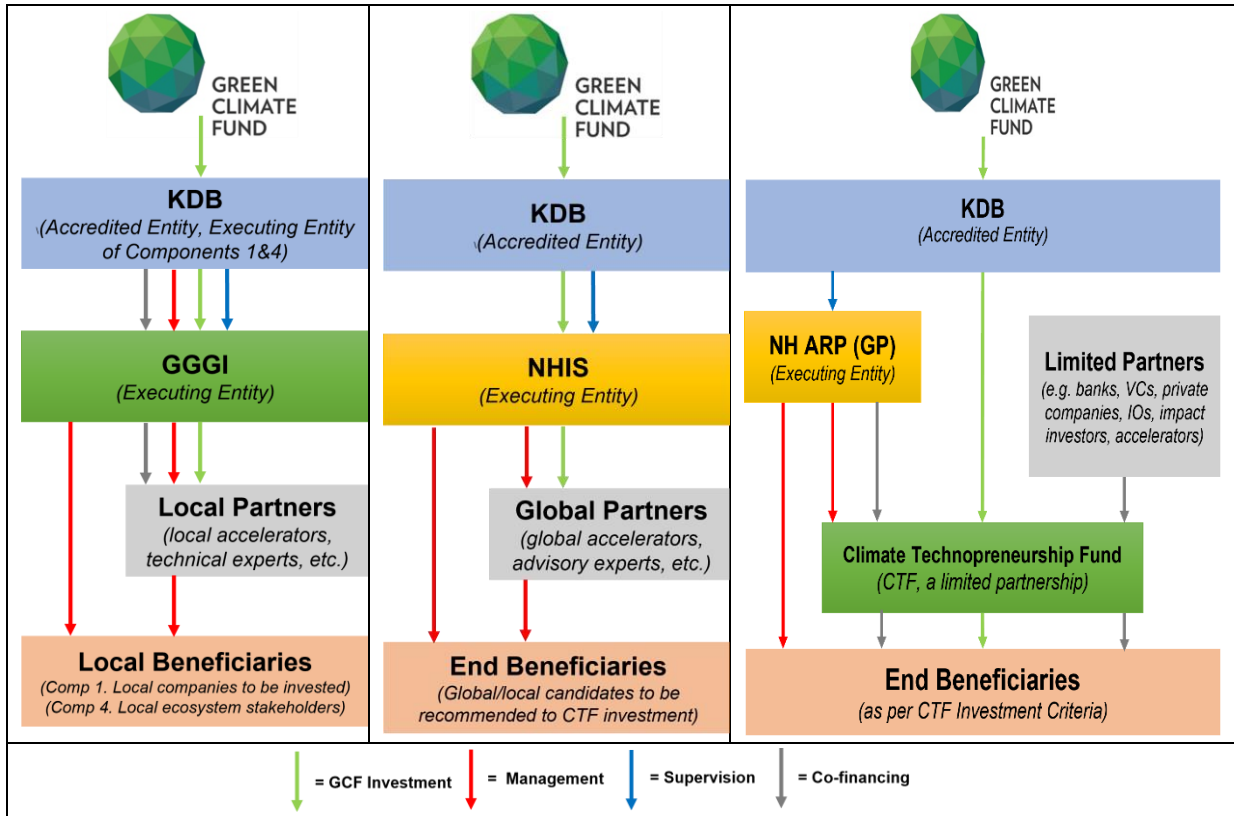 GREEN
CLIMATE
FUND
KDB
\(Accredited Entity, Executing Entity
of Components 1&4)
GGGI
(Executing Entity)
Local Partners
(local accelerators,
technical experts, etc.)
Local Beneficiaries
(Comp 1. Local companies to be invested)
(Comp 4. Local ecosystem stakeholders)
GREEN
CLIMATE
FUND
KDB
\(Accredited Entity)
NHIS
(Executing Entity)
Global Partners
(global accelerators,
advisory experts, etc.)
End Beneficiaries
(Global/local candidates to be
recommended to CTF investment)
GREEN
CLIMATE
FUND
KDB
(Accredited Entity)
NH ARP (GP)
(Executing Entity)
Limited Partners
(e.g. banks, VCs, private
companies, IOs, impact
investors, accelerators)
Climate Technopreneurship Fund
(CTF, a limited partnership)
End Beneficiaries
(as per CTF Investment Criteria)
= GCF Investment
= Management
= Supervision
= Co-financing